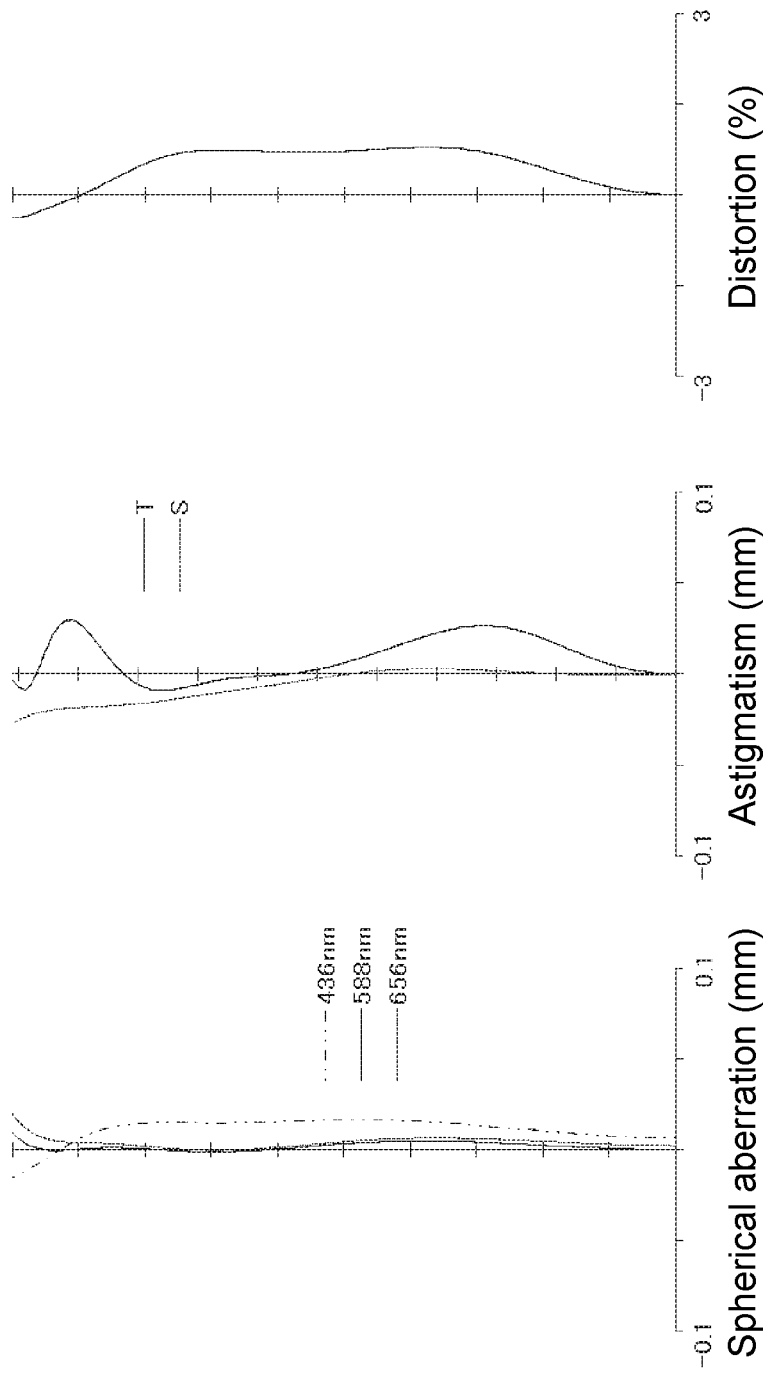 436nm
588nm
656nm
-0.1
0.1
Spherical aberration (mm)
T
S
-0.1
0.1
Astigmatism (mm)
-3
3
Distortion (%)